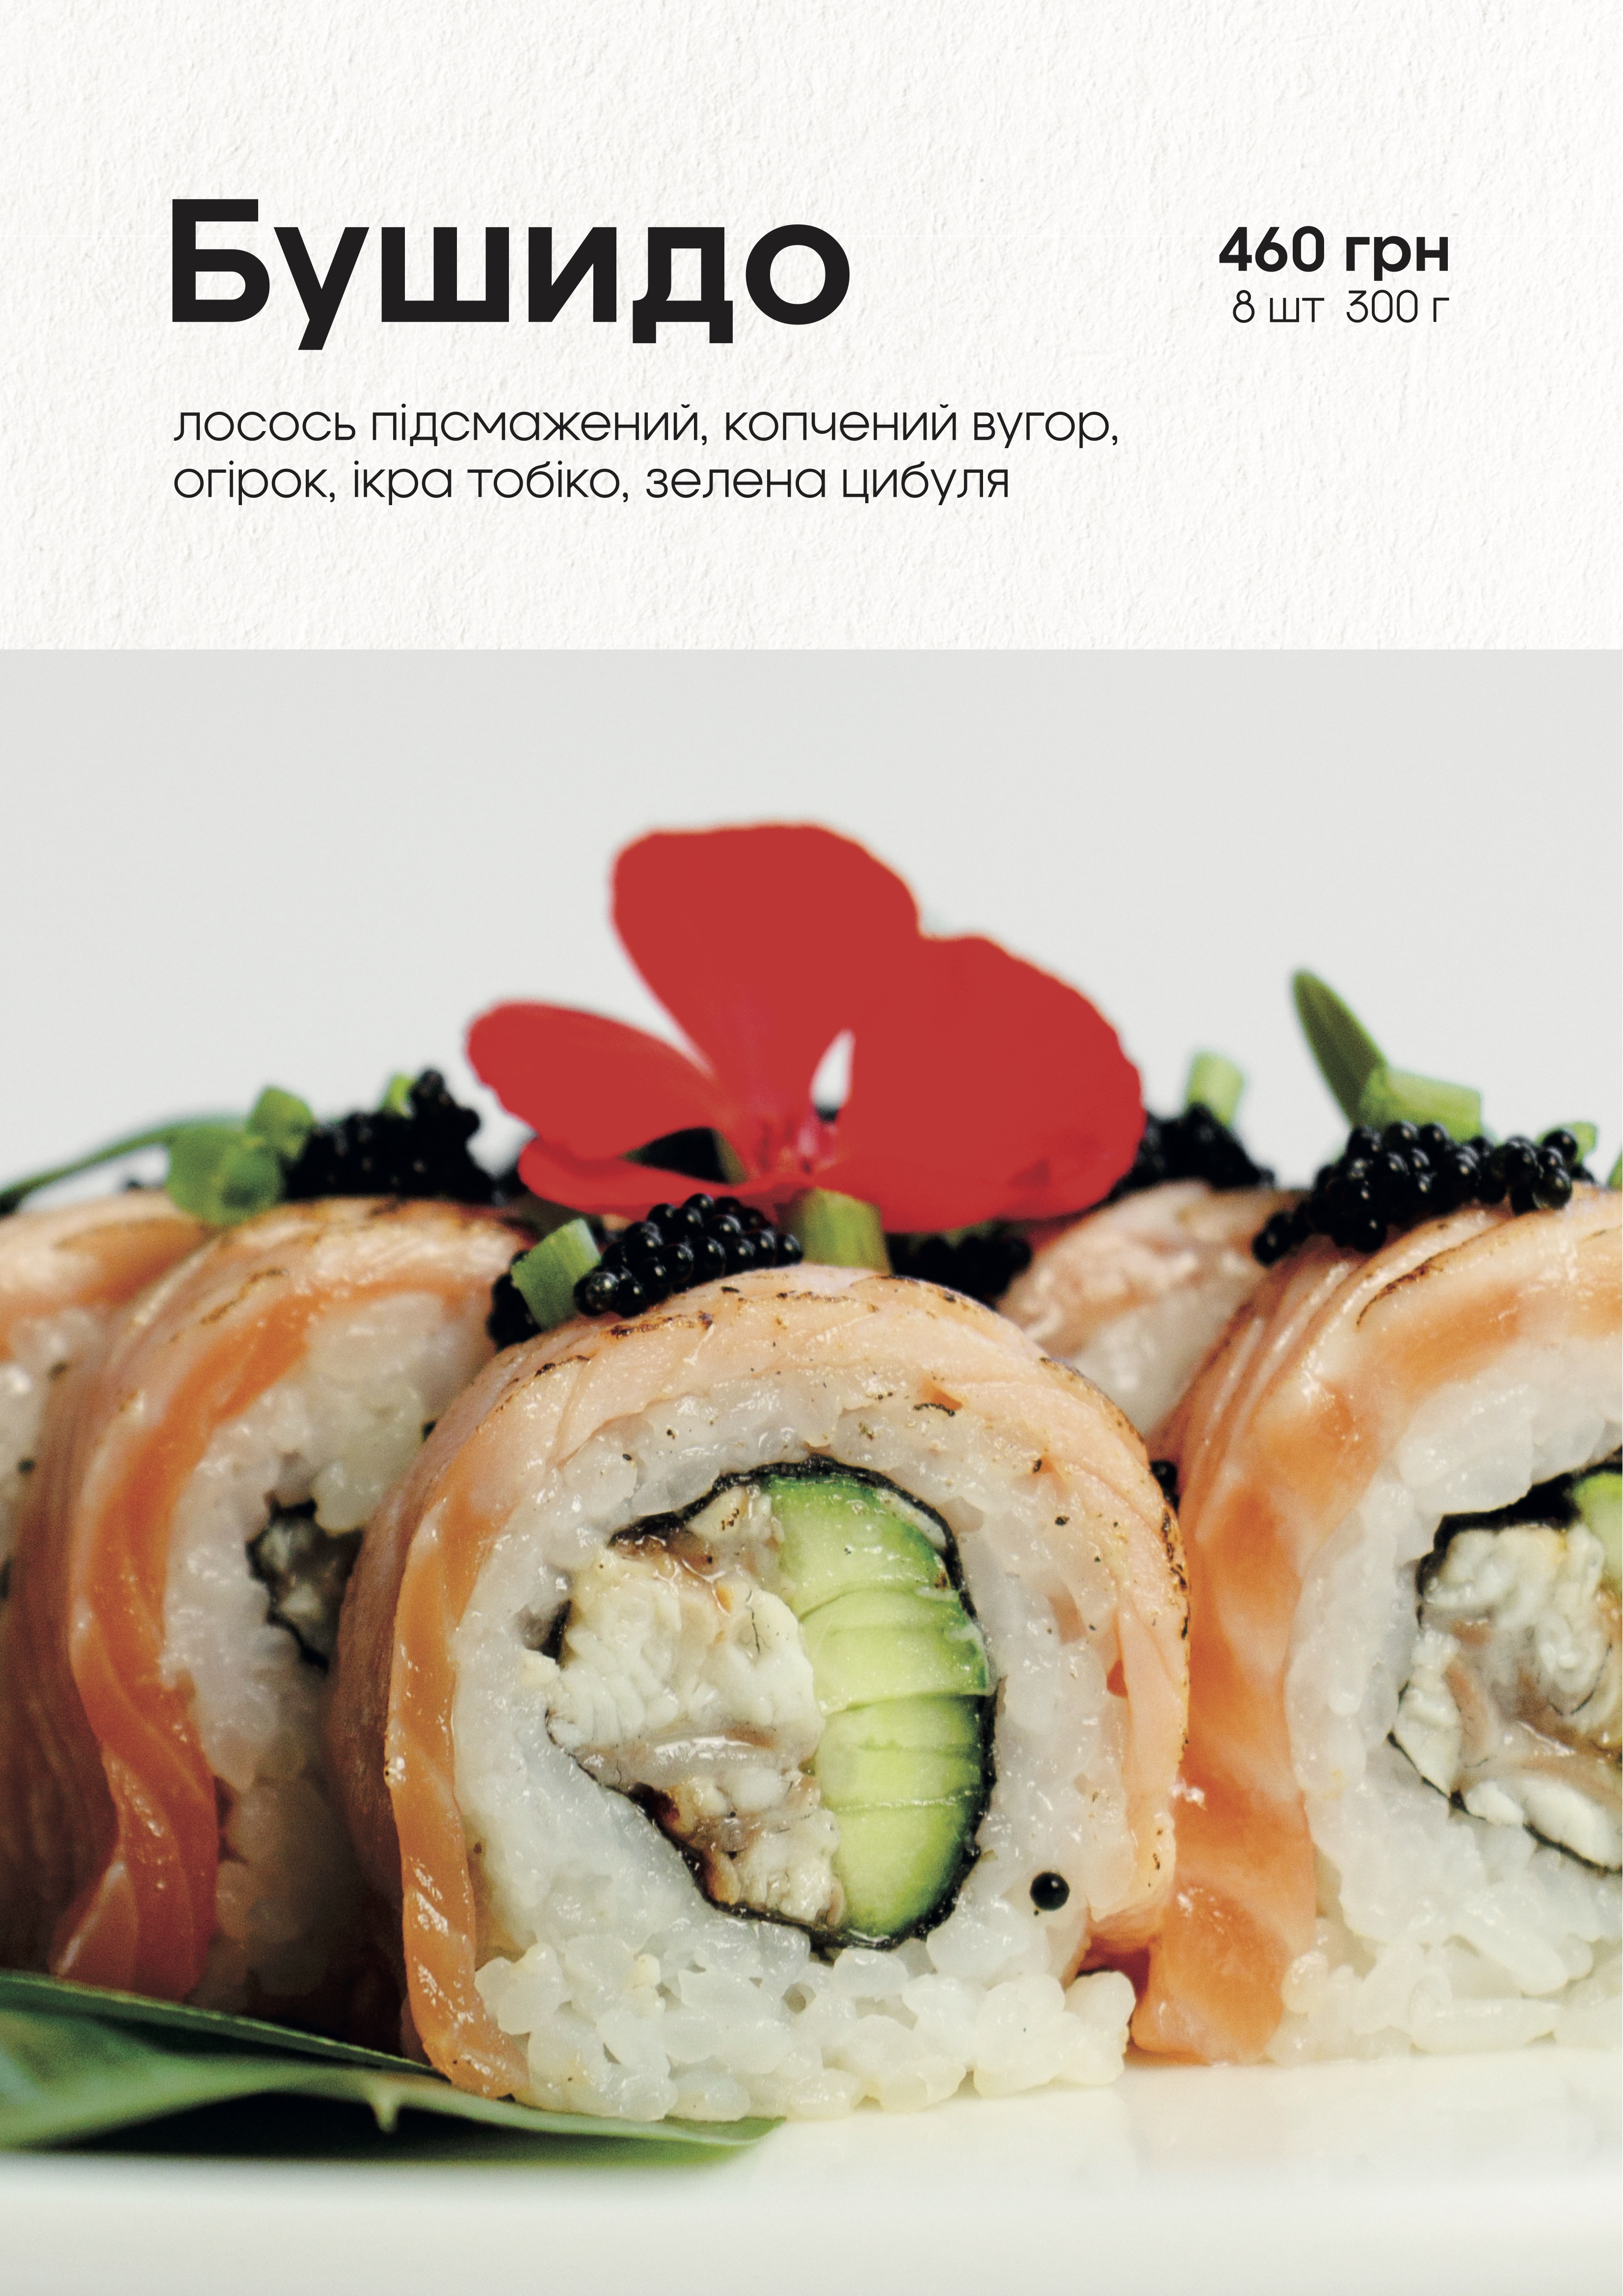 Бушидо
460 грн
8 шт 300 г
лосось підсмажений, копчений вугор,
огірок, ікра тобіко, зелена цибуля